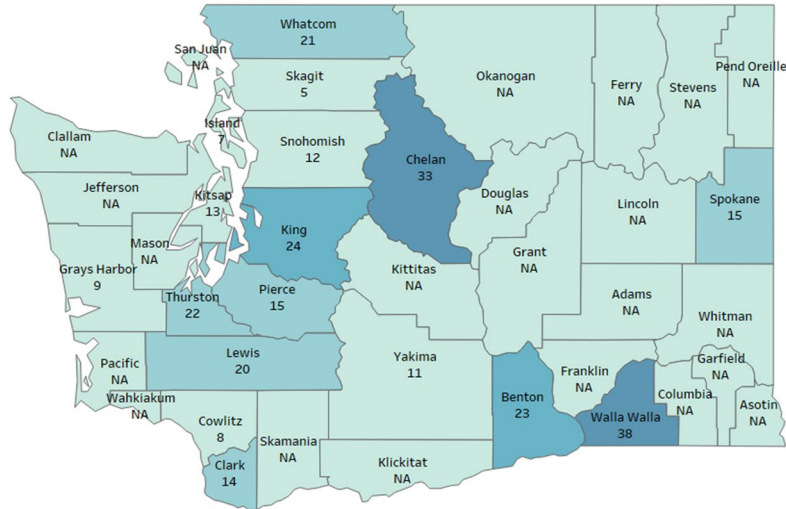 Whatcom
21
San Juan
NA
Skagit
5
Okanogan
NA
Ferry
NA
Stevens
NA
Pend Oreille
NA
Island
7
Clallam
NA
Snohomish
12
Chelan
33
Jefferson
NA
Kitsap
13
Douglas
NA
Lincoln
NA
Spokane
15
King
24
Mason
NA
Grays Harbor
9
Kittitas
NA
Grant
NA
Thurston
22
Pierce
15
Adams
NA
Whitman
NA
Pacific
NA
Lewis
20
Yakima
11
Benton
23
Franklin
NA
Garfield
NA
Wahkiakum
NA
Cowlitz
8
Skamania
NA
Walla Walla
38
Columbia
NA
Asotin
NA
Clark
14
Klickitat
NA